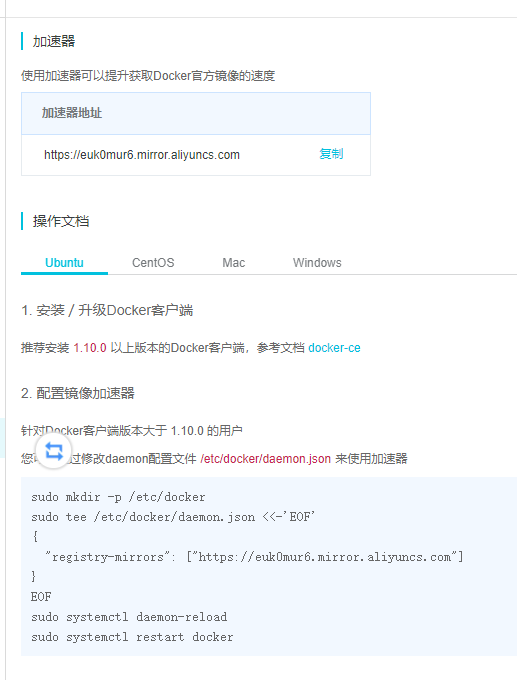 加速器
使用加速器可以提升获取Docker官方镜像的速度
加速器地址
https://euk0mur6.mirror.aliyuncs.com 复制
操作文档
Ubuntu CentOS Mac Windows
1. 安装 / 升级Docker客户端
推荐安装 1.10.0 以上版本的Docker客户端，参考文档 docker-ce
2. 配置镜像加速器
针对Docker客户端版本大于 1.10.0 的用户
您 过修改daemon配置文件 /etc/docker/daemon.json 来使用加速器
sudo mkdir -p /etc/docker
sudo tee /etc/docker/daemon.json <<-'EOF'
{
  "registry-mirrors": ["https://euk0mur6.mirror.aliyuncs.com"]
}
EOF
sudo systemctl daemon-reload
sudo systemctl restart docker